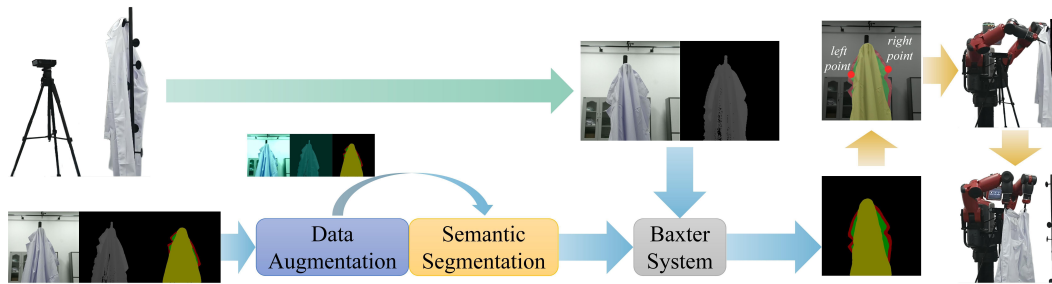 left
point
right
point
Data
Augmentation
Semantic
Segmentation
Baxter
System